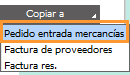 Copiar a
Pedido entrada mercancías
Factura de proveedores
Factura res.